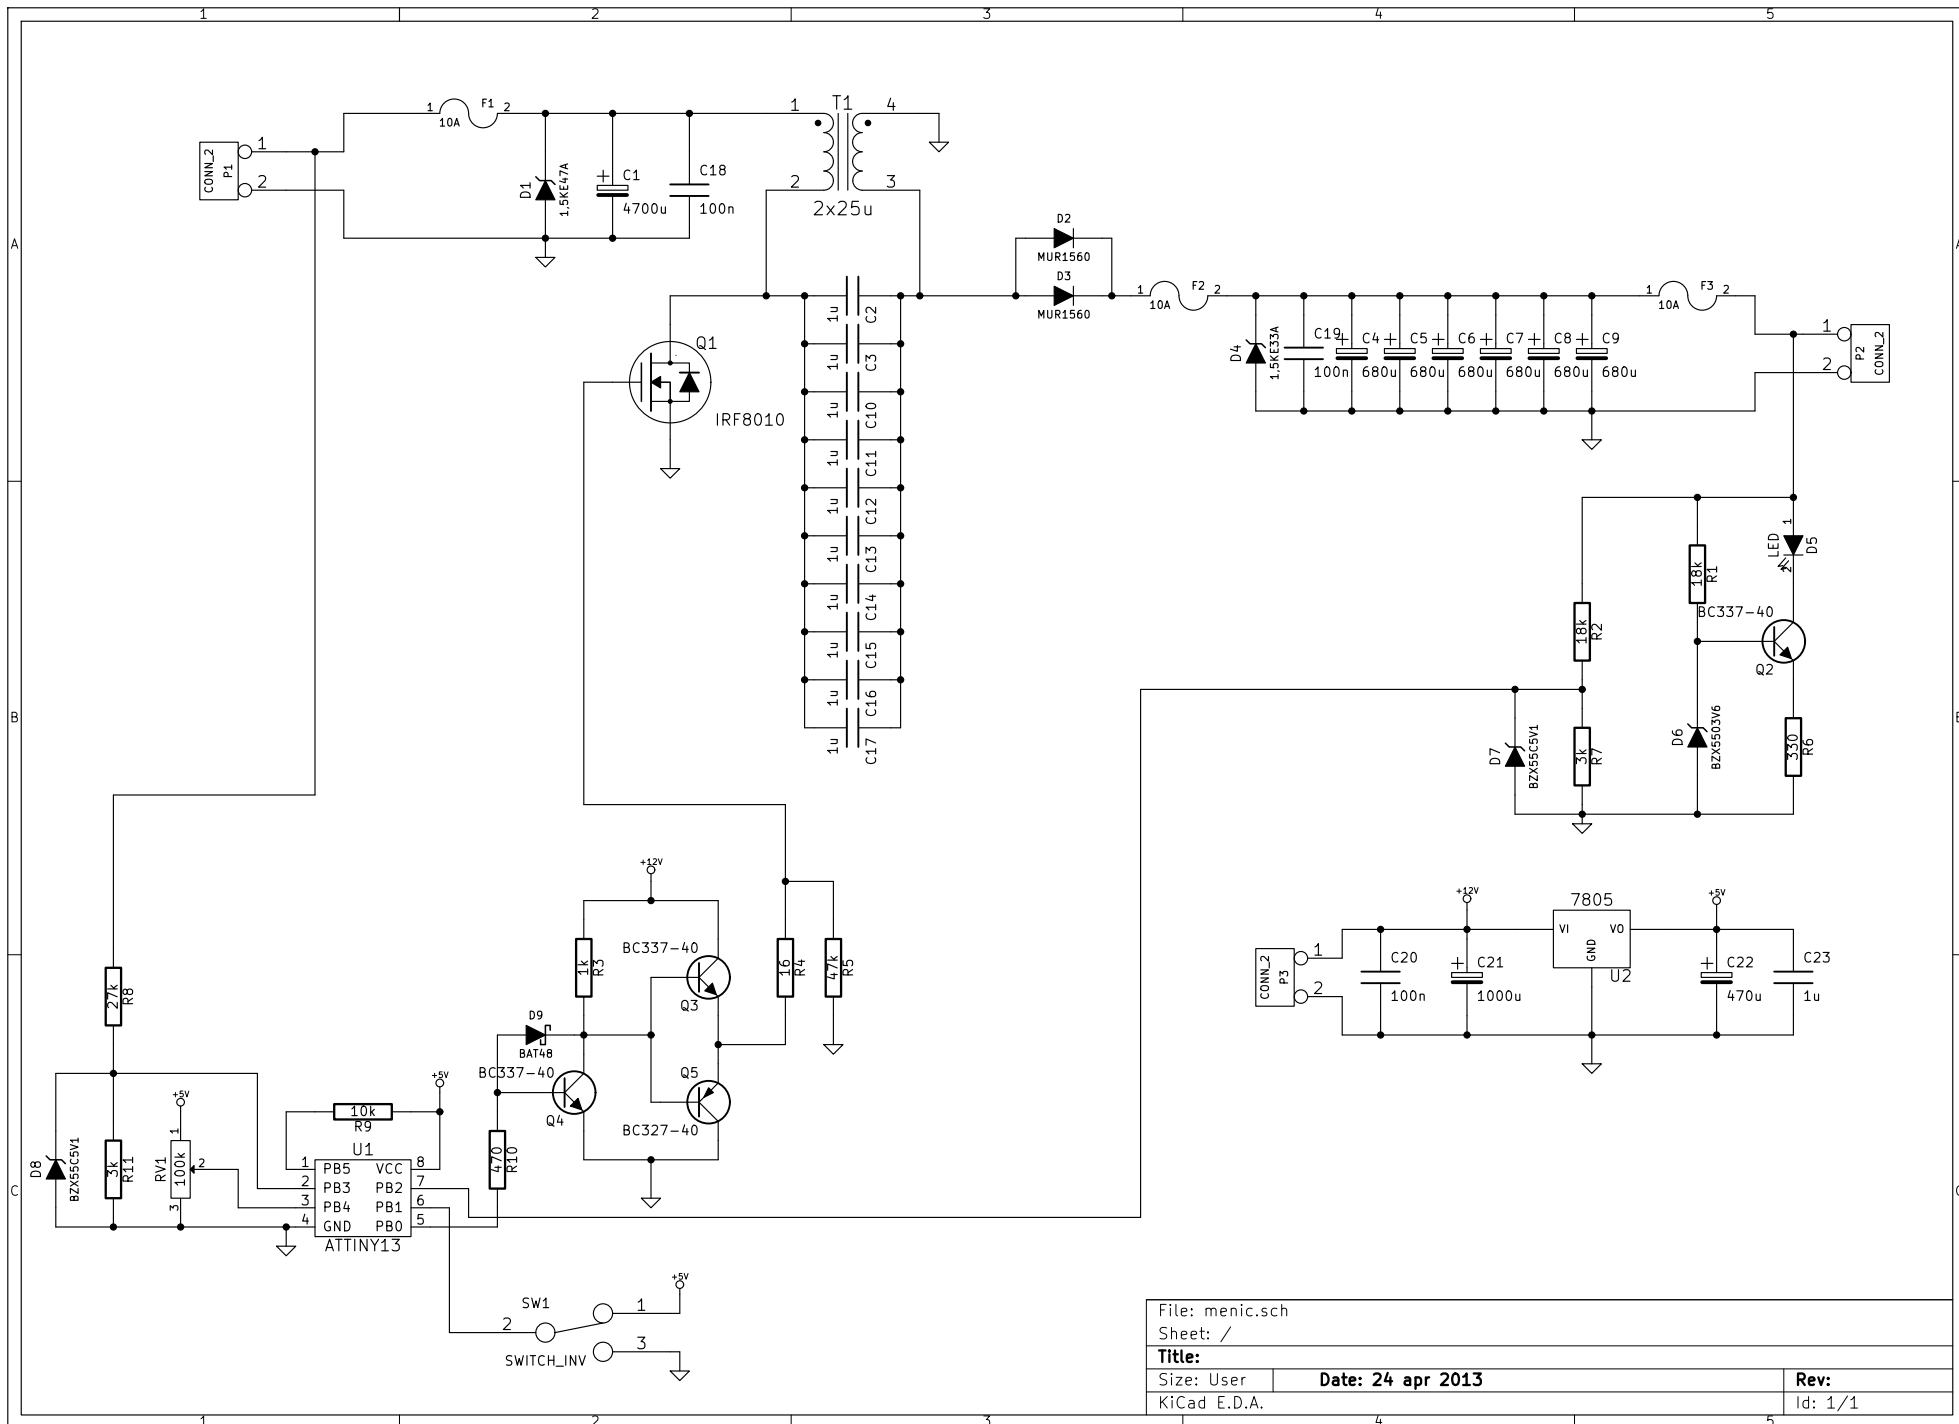 1 2 3 4 5
A A
B B
C C
CONN_2
P1
1
2
1 F1 2
10A
D1
1,5KE47A
C1
4700u
C18
100n
1 T1 4
2 3
2x25u
D2
MUR1560
D3
MUR1560
1 F2 2
10A
1 F3 2
10A
Q1
IRF8010
1u C2
1u C3
1u C10
1u C11
1u C12
1u C13
1u C14
1u C15
1u C16
1u C17
D4
1,5KE33A
C19 C4 C5 C6 C7 C8 C9
100n 680u 680u 680u 680u 680u 680u
1
2
P2
CONN_2
1
LED
D5
2
18k
R1
BC337-40
Q2
18k
R2
D7
BZX55C5V1
3k
R7
D6
BZX5503V6
330
R6
+12V
BC337-40
1k
R3
Q3
16
R4
47k
R5
D9
BAT48
BC337-40
Q4
Q5
BC327-40
470
R10
27k
R8
+5V
+5V
10k
R9
D8
BZX55C5V1
3k
R11
RV1
100k
1
2
3
U1
1 PB5 VCC 8
2 PB3 PB2 7
3 PB4 PB1 6
4 GND PB0 5
ATTINY13
+5V
SW1
1
2
3
SWITCH_INV
+12V
7805
+5V
VI VO
GND
U2
CONN_2
P3
1
2
C20
100n
C21
1000u
C22
470u
C23
1u
File: menic.sch
Sheet: /
Title:
Size: User Date: 24 apr 2013 Rev:
KiCad E.D.A. Id: 1/1
1 2 3 4 5